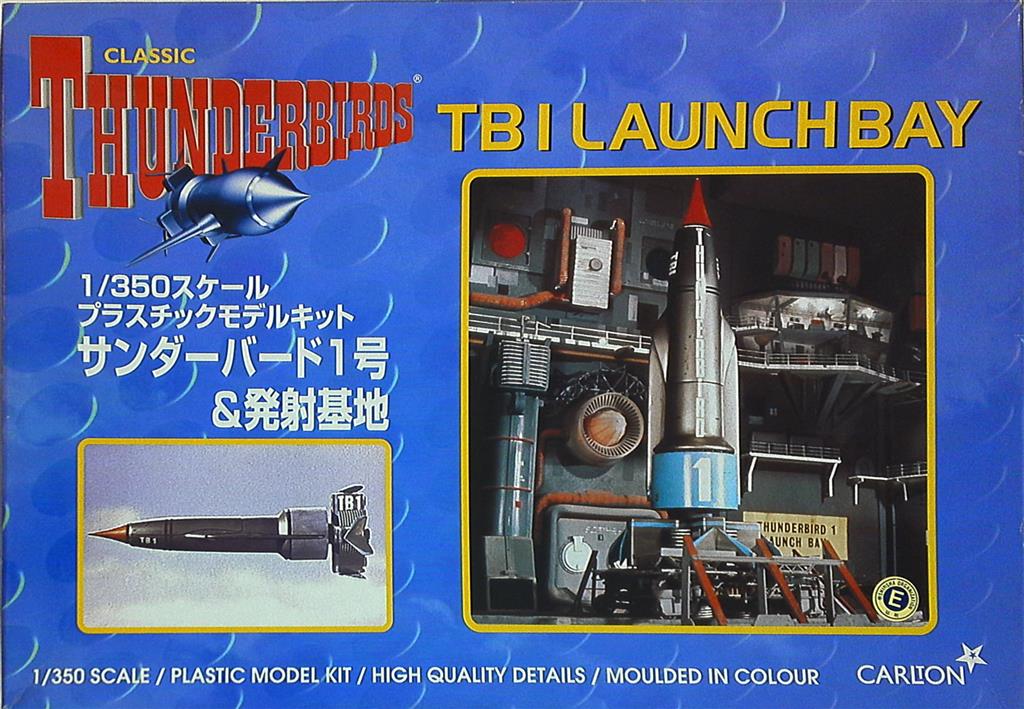 CLASSIC
THUNDERBIRDS®
TB1 LAUNCH BAY
1/350スケール
プラスチックモデルキット
サンダーバード1号
&発射基地
TB1
TB1
THUNDERBIRD 1
1
THUNDERBIRD 1
LAUNCH BAY
E
1/350 SCALE / PLASTIC MODEL KIT / HIGH QUALITY DETAILS / MOULDED IN COLOUR
CARLTON